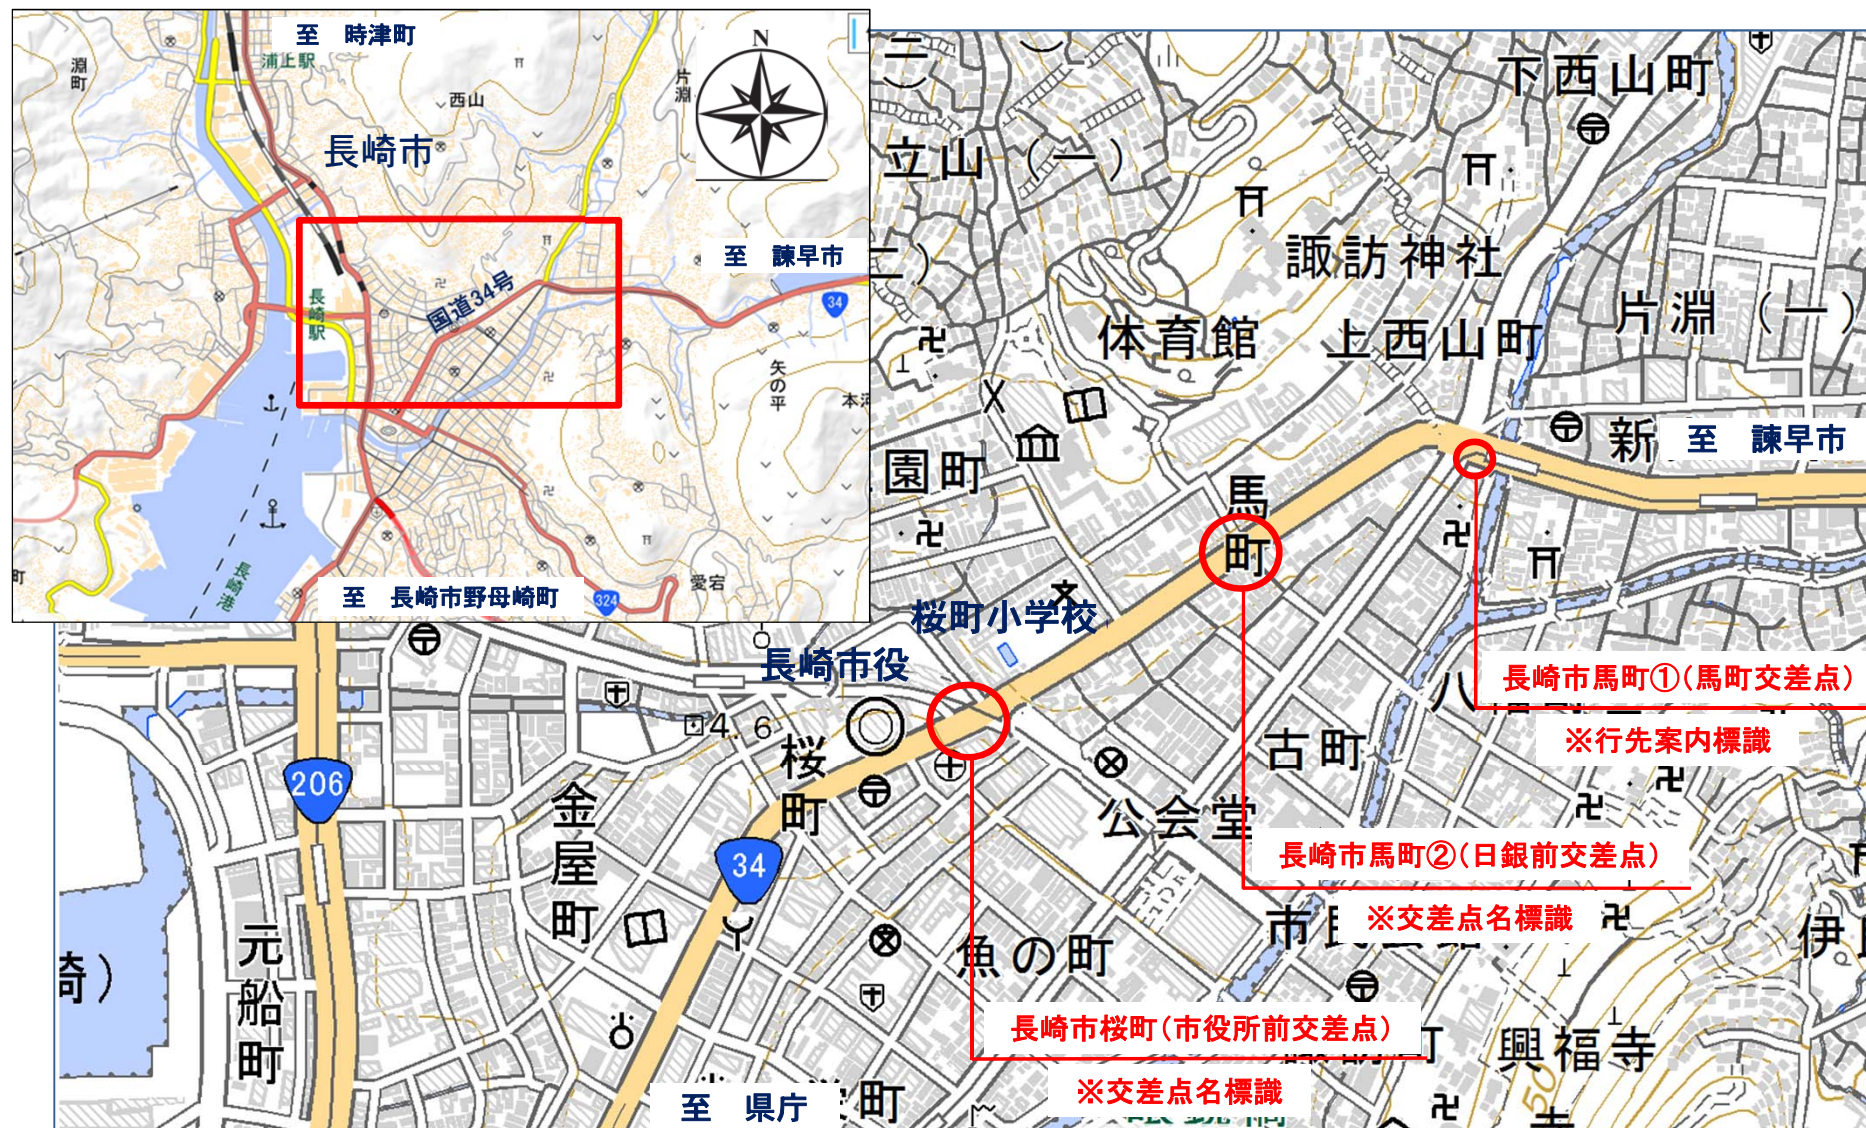 至 時津町
浦上駅
淵町
西山
片淵
長崎市
N
至 諫早市
34
国道34号
長崎駅
矢の平
長崎港
愛宕
町
至 長崎市野母崎町
324
下西山町
立山(一)
諏訪神社
片淵(一)
体育館
上西山町
園町
新
至 諫早市
馬町
桜町小学校
長崎市役
長崎市馬町①(馬町交差点)
※行先案内標識
4.6
桜町
古町
206
金屋町
公会堂
34
長崎市馬町②(日銀前交差点)
※交差点名標識
元船町
崎)
魚の町
長崎市桜町(市役所前交差点)
※交差点名標識
興福寺
50
至 県庁
町